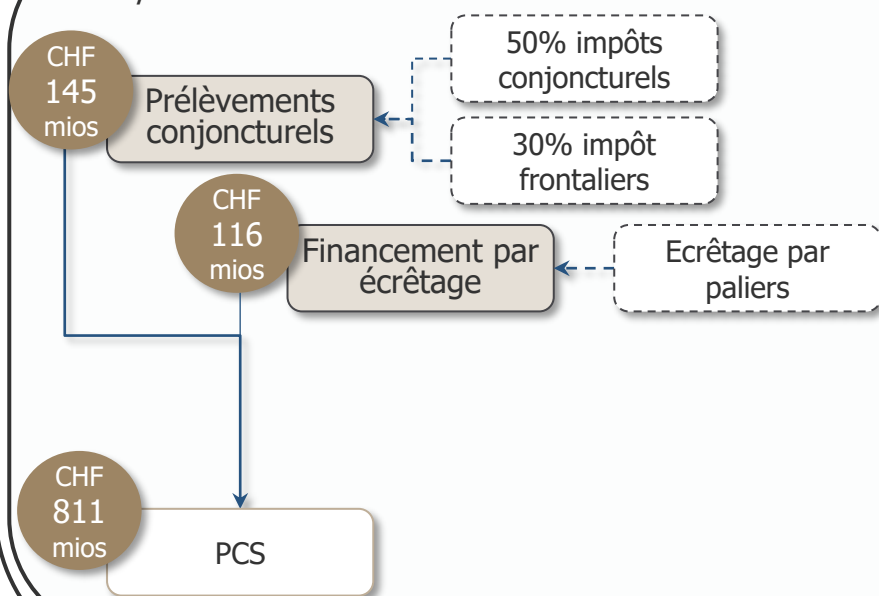 CHF
145
mios
Prélèvements
conjoncturels
50% impôts
conjoncturels
30% impôt
frontaliers
CHF
116
mios
Financement par
écrêtage
Ecrêtage par
paliers
CHF
811
mios
PCS